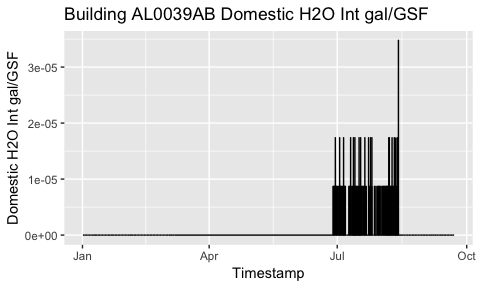 Building AL0039AB Domestic H2O Int gal/GSF
Domestic H2O Int gal/GSF
3e-05
2e-05
1e-05
0e+00
Jan Apr Jul Oct
Timestamp